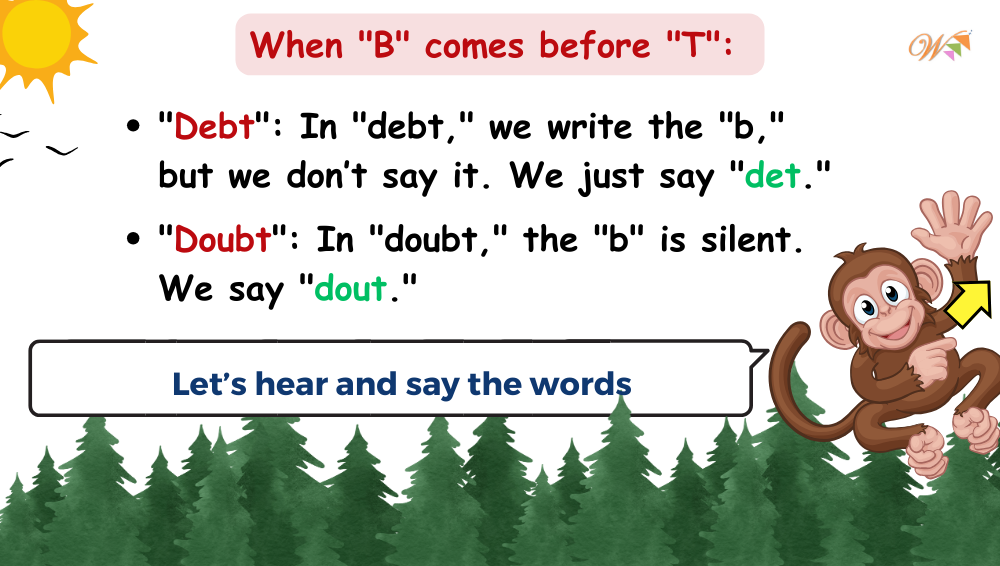 When "B" comes before "T":
W
• "Debt": In "debt," we write the "b,"
but we don't say it. We just say "det."
• "Doubt": In "doubt," the "b" is silent.
We say "dout."
Let's hear and say the words